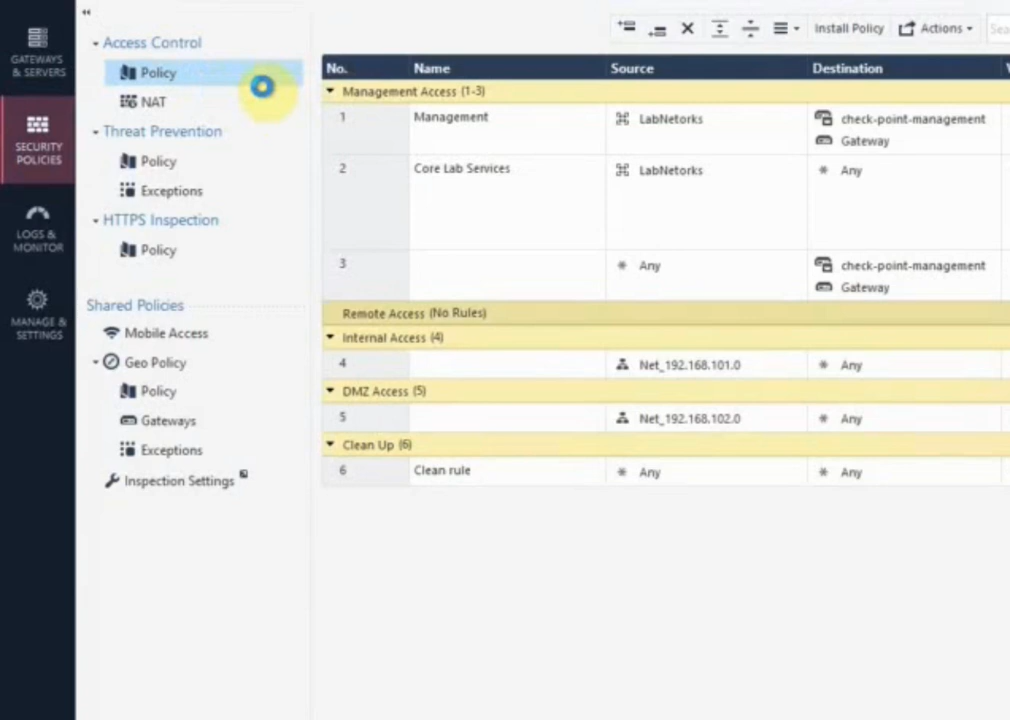 GATEWAYS
& SERVERS
SECURITY
POLICIES
LOGS &
MONITOR
MANAGE &
SETTINGS
Access Control
Policy
NAT
Threat Prevention
Policy
Exceptions
HTTPS Inspection
Policy
Shared Policies
Mobile Access
Geo Policy
Policy
Gateways
Exceptions
Inspection Settings
Install Policy Actions Sea
No. Name Source Destination
Management Access (1-3)
1 Management LabNetorks check-point-management
Gateway
2 Core Lab Services LabNetorks Any
3 Any check-point-management
Gateway
Remote Access (No Rules)
Internal Access (4)
4 Net_192.168.101.0 Any
DMZ Access (5)
5 Net_192.168.102.0 Any
Clean Up (6)
6 Clean rule Any Any